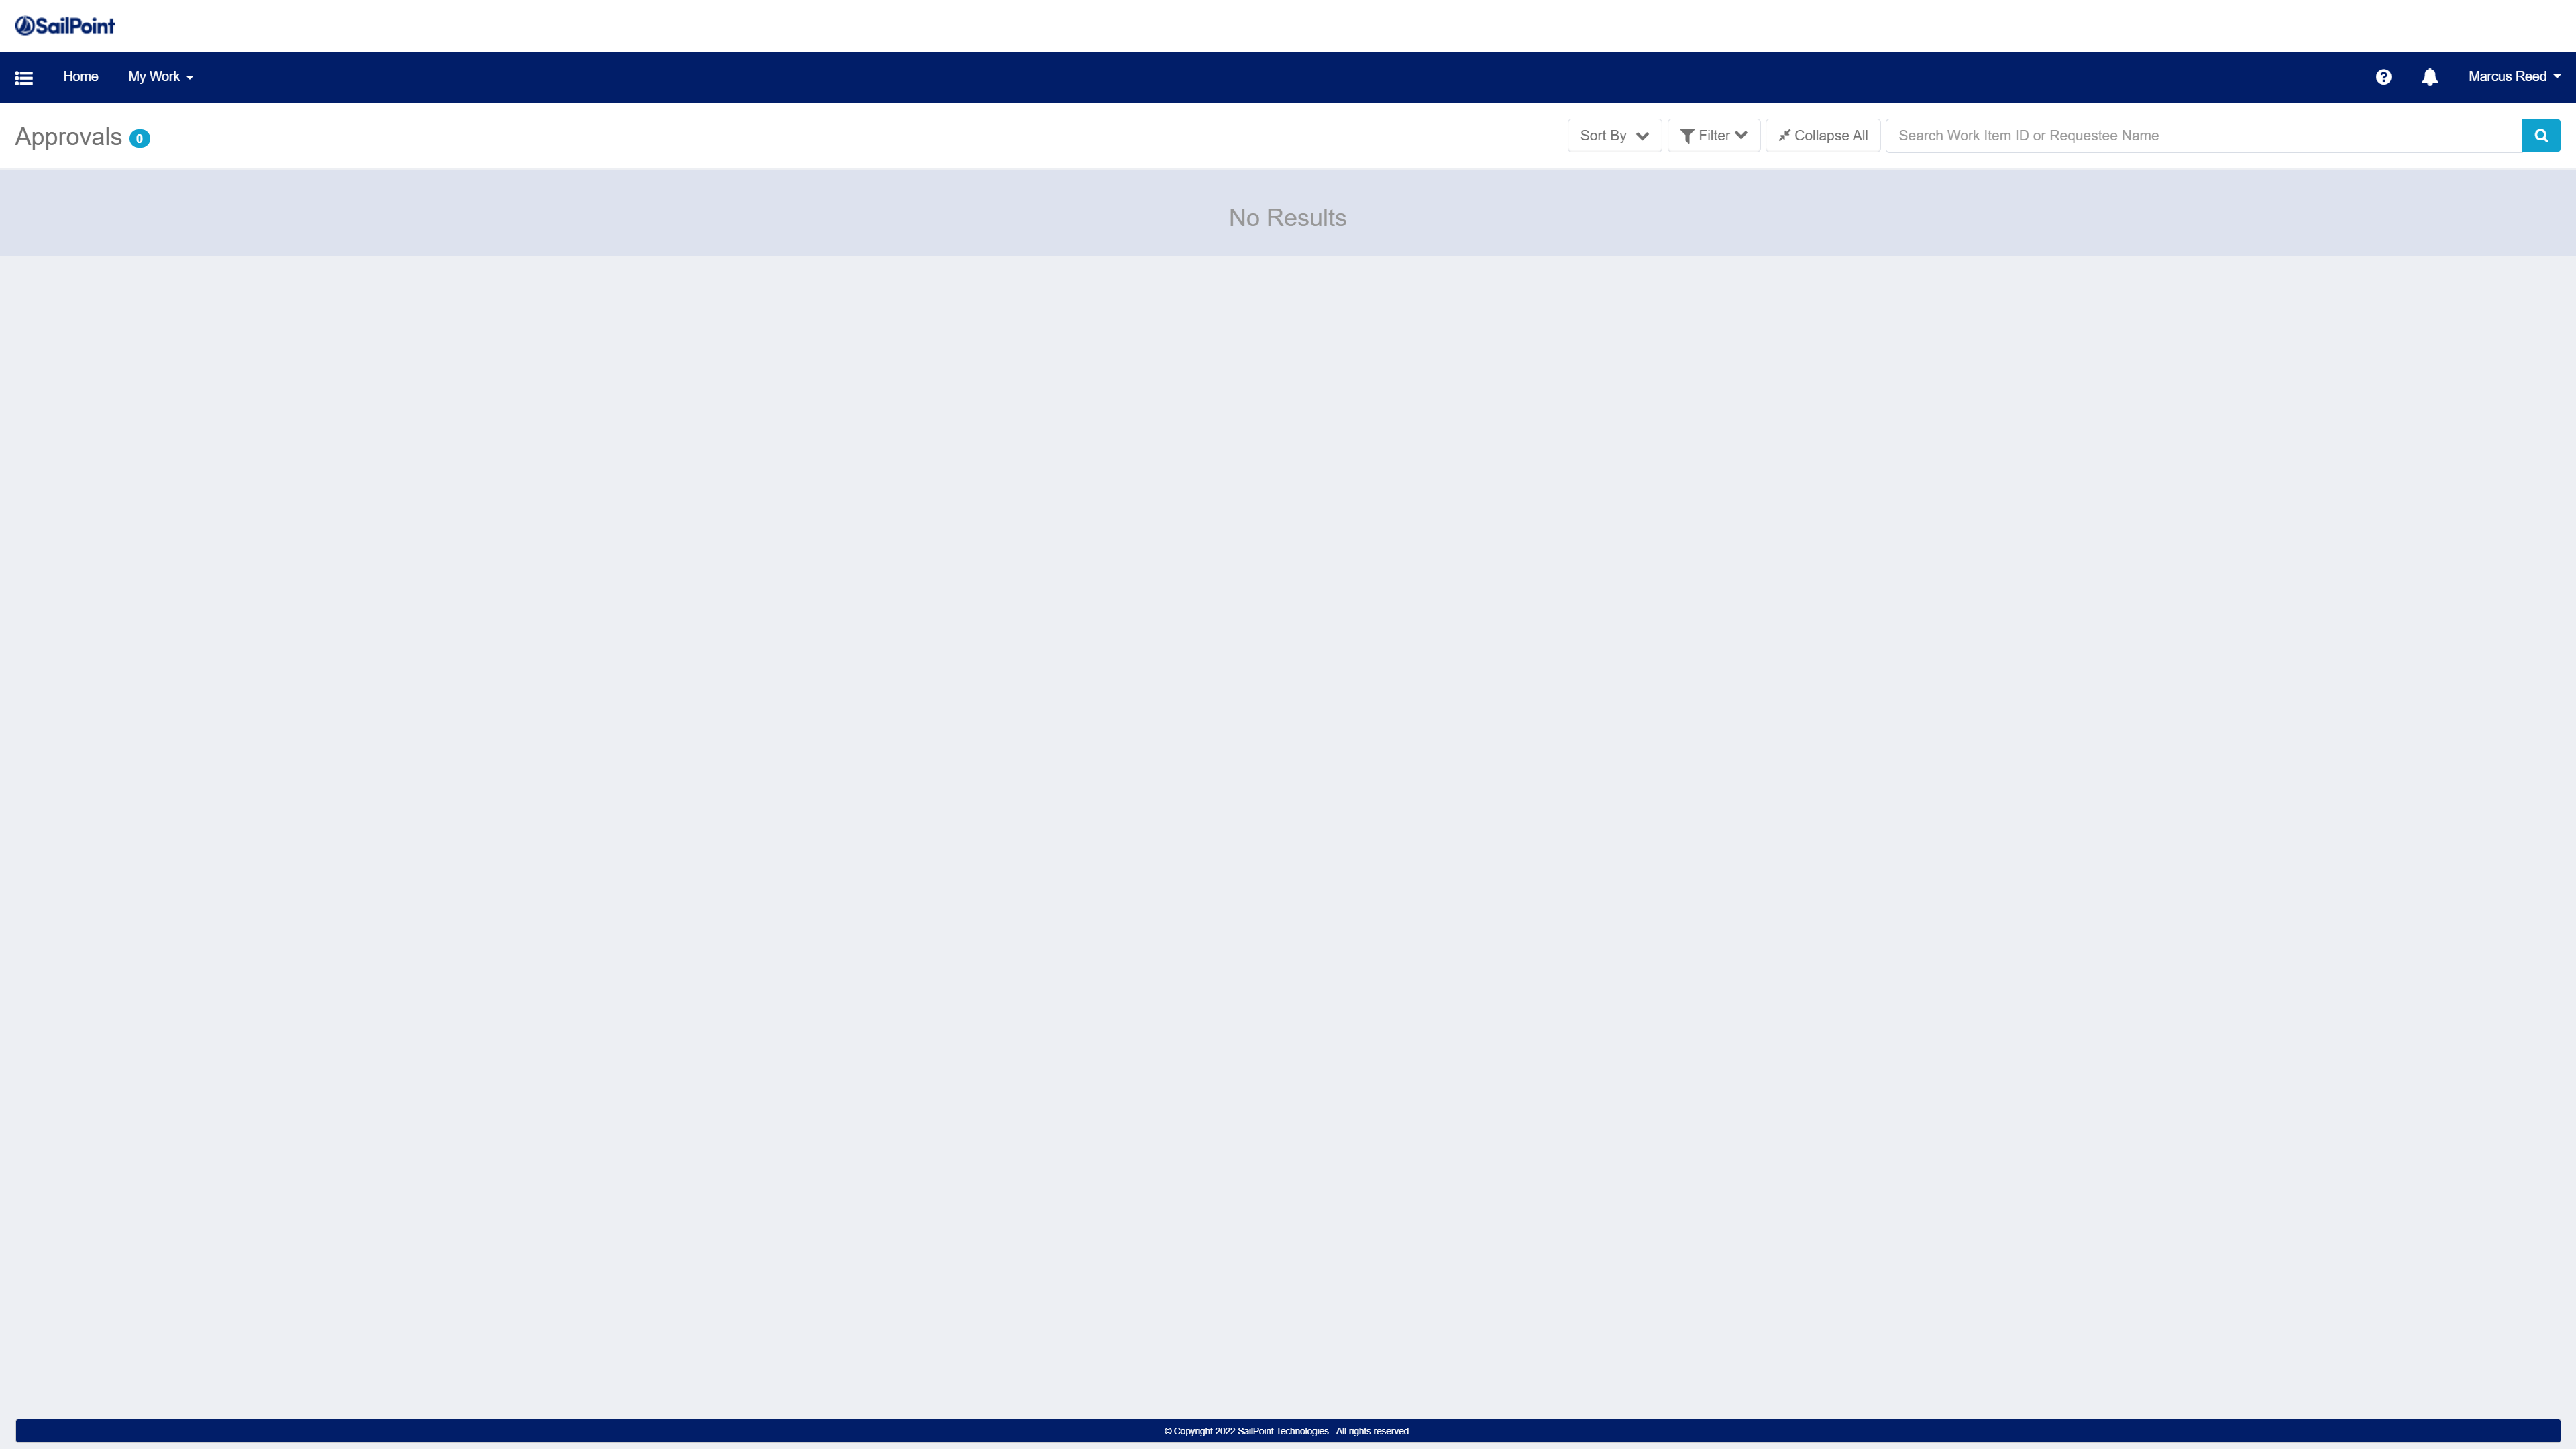 SailPoint
Home My Work Marcus Reed
Approvals 0 Sort By Filter Collapse All Search Work Item ID or Requestee Name
No Results
© Copyright 2022 SailPoint Technologies - All rights reserved.